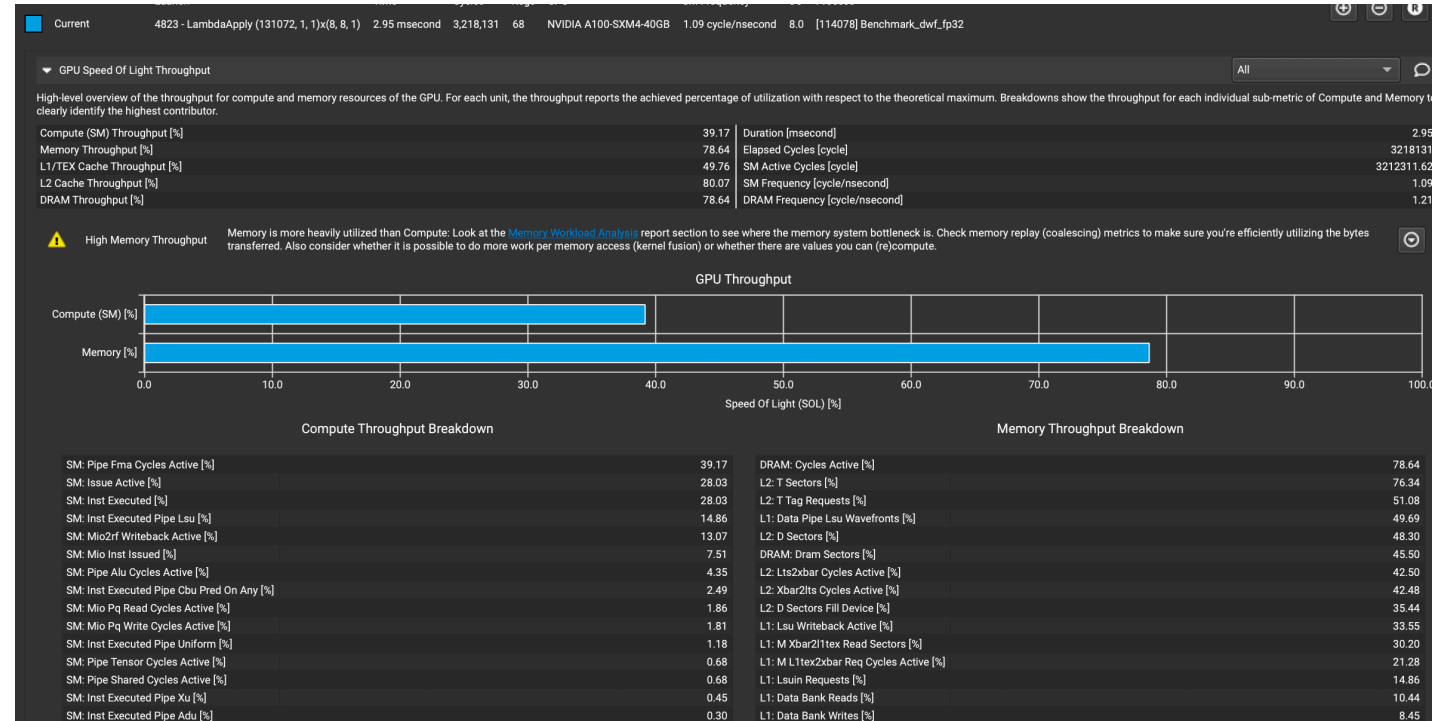 Current 4823 - LambdaApply (131072, 1, 1)x(8, 8, 1) 2.95 msecond 3,218,131 68 NVIDIA A100-SXM4-40GB 1.09 cycle/nsecond 8.0 [114078] Benchmark_dwf_fp32
GPU Speed Of Light Throughput All
High-level overview of the throughput for compute and memory resources of the GPU. For each unit, the throughput reports the achieved percentage of utilization with respect to the theoretical maximum. Breakdowns show the throughput for each individual sub-metric of Compute and Memory to
clearly identify the highest contributor.
Compute (SM) Throughput [%] 39.17 Duration [msecond] 2.95
Memory Throughput [%] 78.64 Elapsed Cycles [cycle] 3218131
L1/TEX Cache Throughput [%] 49.76 SM Active Cycles [cycle] 3212311.62
L2 Cache Throughput [%] 80.07 SM Frequency [cycle/nsecond] 1.09
DRAM Throughput [%] 78.64 DRAM Frequency [cycle/nsecond] 1.21
High Memory Throughput Memory is more heavily utilized than Compute: Look at the Memory Workload Analysis report section to see where the memory system bottleneck is. Check memory replay (coalescing) metrics to make sure you're efficiently utilizing the bytes
transferred. Also consider whether it is possible to do more work per memory access (kernel fusion) or whether there are values you can (re)compute.
GPU Throughput
Compute (SM) [%]
Memory [%]
0.0 10.0 20.0 30.0 40.0 50.0 60.0 70.0 80.0 90.0 100.0
Speed Of Light (SOL) [%]
Compute Throughput Breakdown Memory Throughput Breakdown
SM: Pipe Fma Cycles Active [%] 39.17 DRAM: Cycles Active [%] 78.64
SM: Issue Active [%] 28.03 L2: T Sectors [%] 76.34
SM: Inst Executed [%] 28.03 L2: T Tag Requests [%] 51.08
SM: Inst Executed Pipe Lsu [%] 14.86 L1: Data Pipe Lsu Wavefronts [%] 49.69
SM: Mio2rf Writeback Active [%] 13.07 L2: D Sectors [%] 48.30
SM: Mio Inst Issued [%] 7.51 DRAM: Dram Sectors [%] 45.50
SM: Pipe Alu Cycles Active [%] 4.35 L2: Lts2xbar Cycles Active [%] 42.50
SM: Inst Executed Pipe Cbu Pred On Any [%] 2.49 L2: Xbar2lts Cycles Active [%] 42.48
SM: Mio Pq Read Cycles Active [%] 1.86 L2: D Sectors Fill Device [%] 35.44
SM: Mio Pq Write Cycles Active [%] 1.81 L1: Lsu Writeback Active [%] 33.55
SM: Inst Executed Pipe Uniform [%] 1.18 L1: M Xbar2l1tex Read Sectors [%] 30.20
SM: Pipe Tensor Cycles Active [%] 0.68 L1: M L1tex2xbar Req Cycles Active [%] 21.28
SM: Pipe Shared Cycles Active [%] 0.68 L1: Lsuin Requests [%] 14.86
SM: Inst Executed Pipe Xu [%] 0.45 L1: Data Bank Reads [%] 10.44
SM: Inst Executed Pipe Adu [%] 0.30 L1: Data Bank Writes [%] 8.45